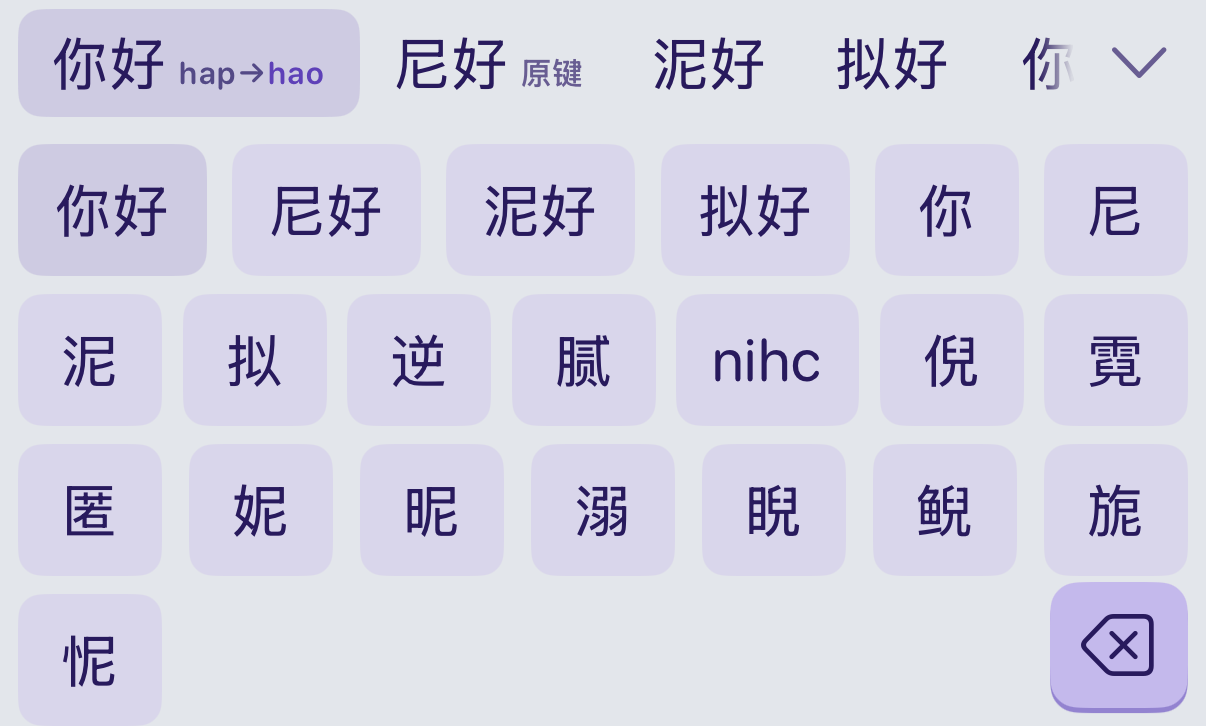 你好 hap→hao 尼好 原键 泥好 拟好 你
你好 尼好 泥好 拟好 你 尼
泥 拟 逆 腻 nihc 倪 霓
匿 妮 昵 溺 睨 鲵 旎
怩